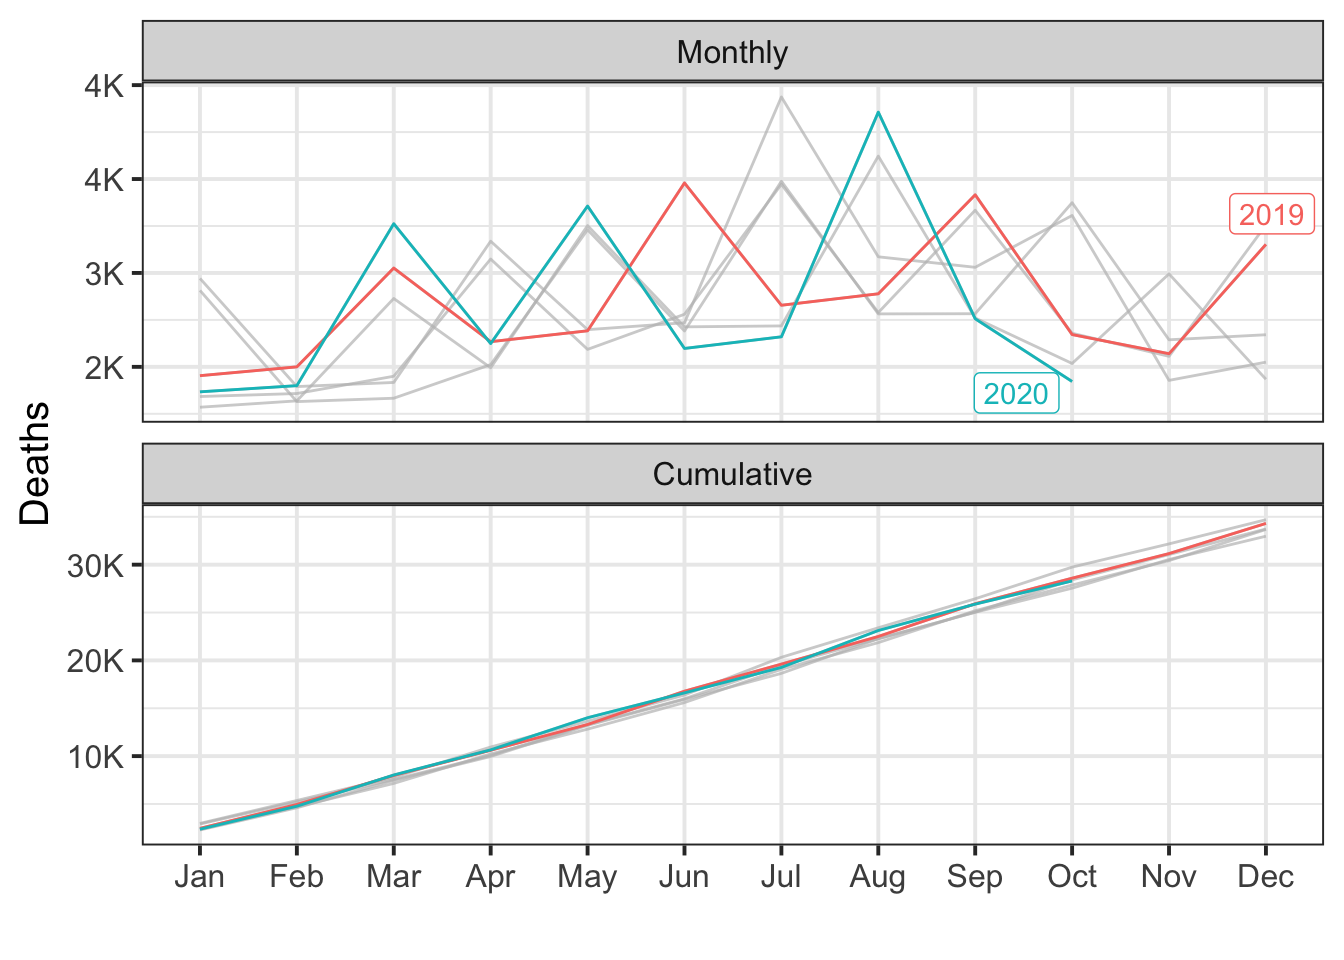 Monthly
4K
4K
3K
2K
2019
2020
Deaths
Cumulative
30K
20K
10K
Jan Feb Mar Apr May Jun Jul Aug Sep Oct Nov Dec